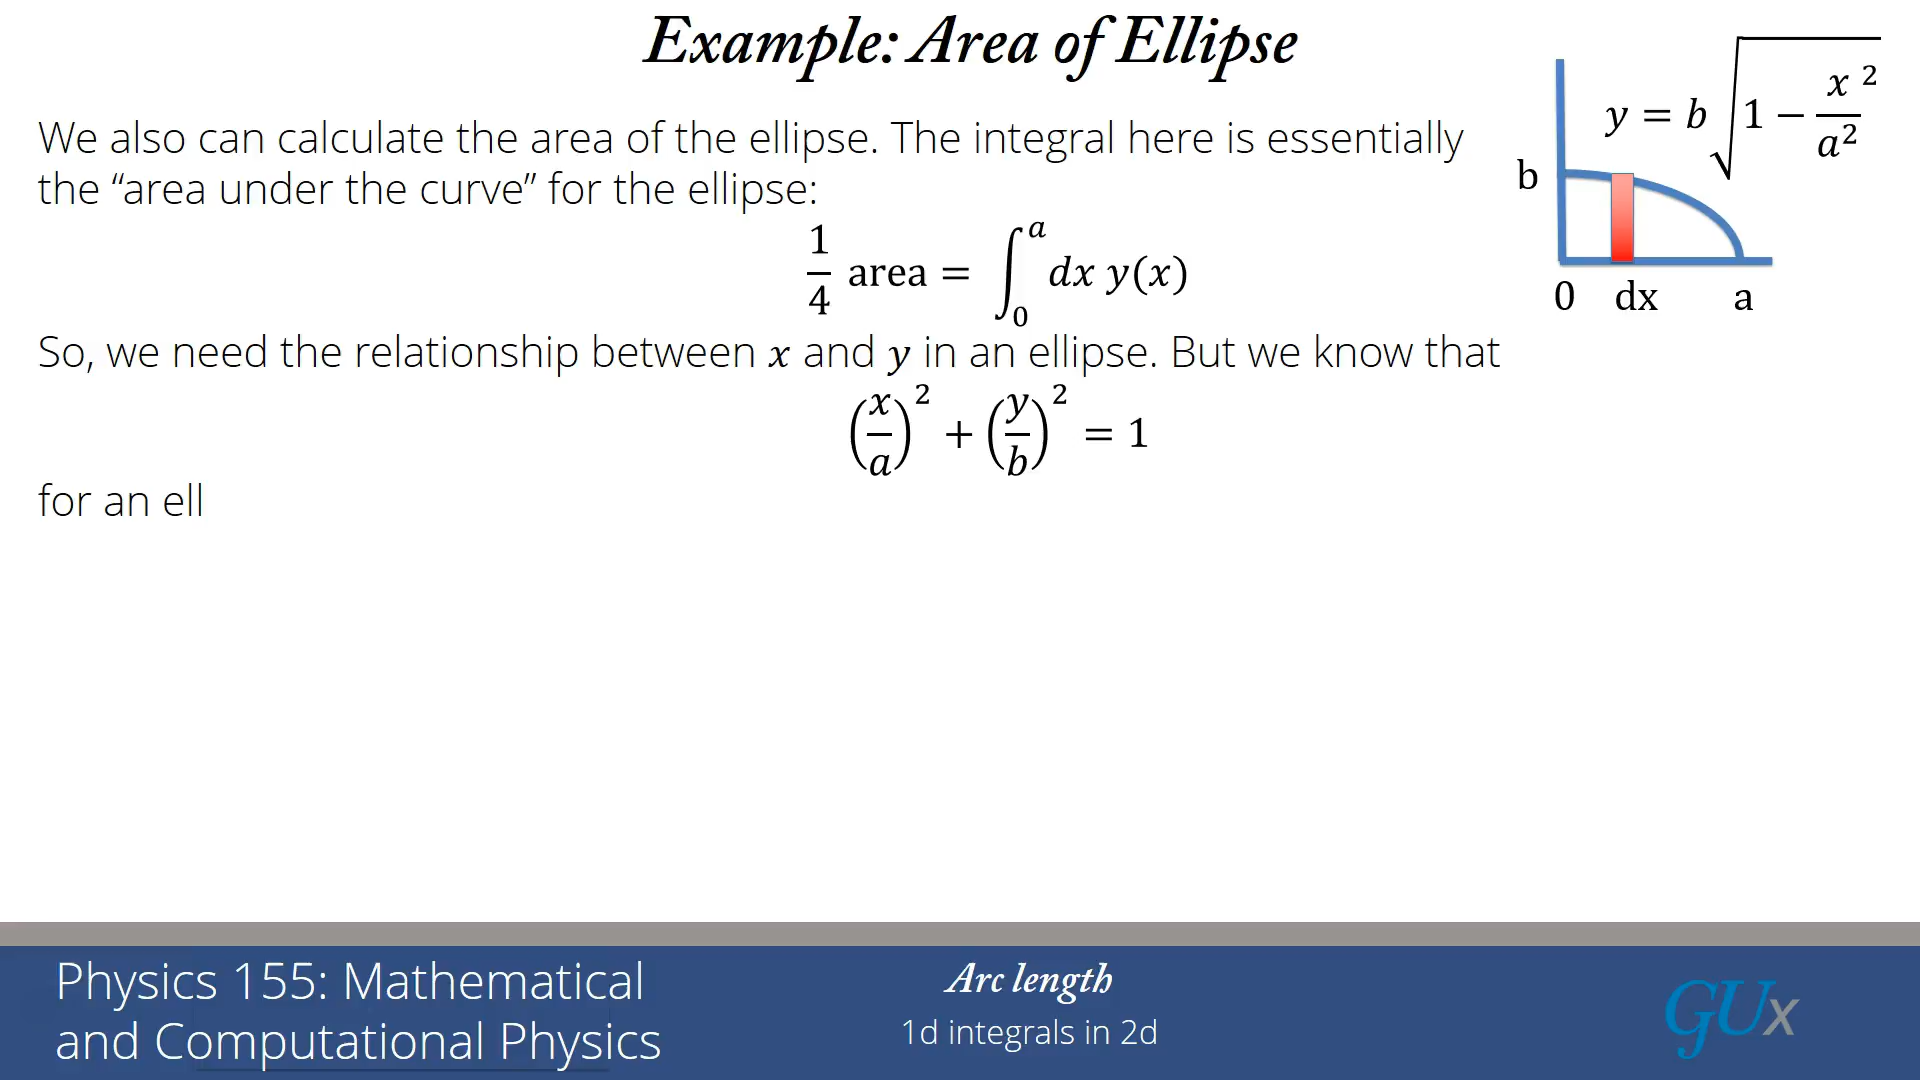 Example: Area of Ellipse
We also can calculate the area of the ellipse. The integral here is essentially
the “area under the curve” for the ellipse:
1/4 area = ∫₀ᵃ dx y(x)
So, we need the relationship between x and y in an ellipse. But we know that
(x/a)² + (y/b)² = 1
for an ell
y = b √(1 − x²/a²)
b
0 dx a
Physics 155: Mathematical
and Computational Physics
Arc length
1d integrals in 2d
GUx